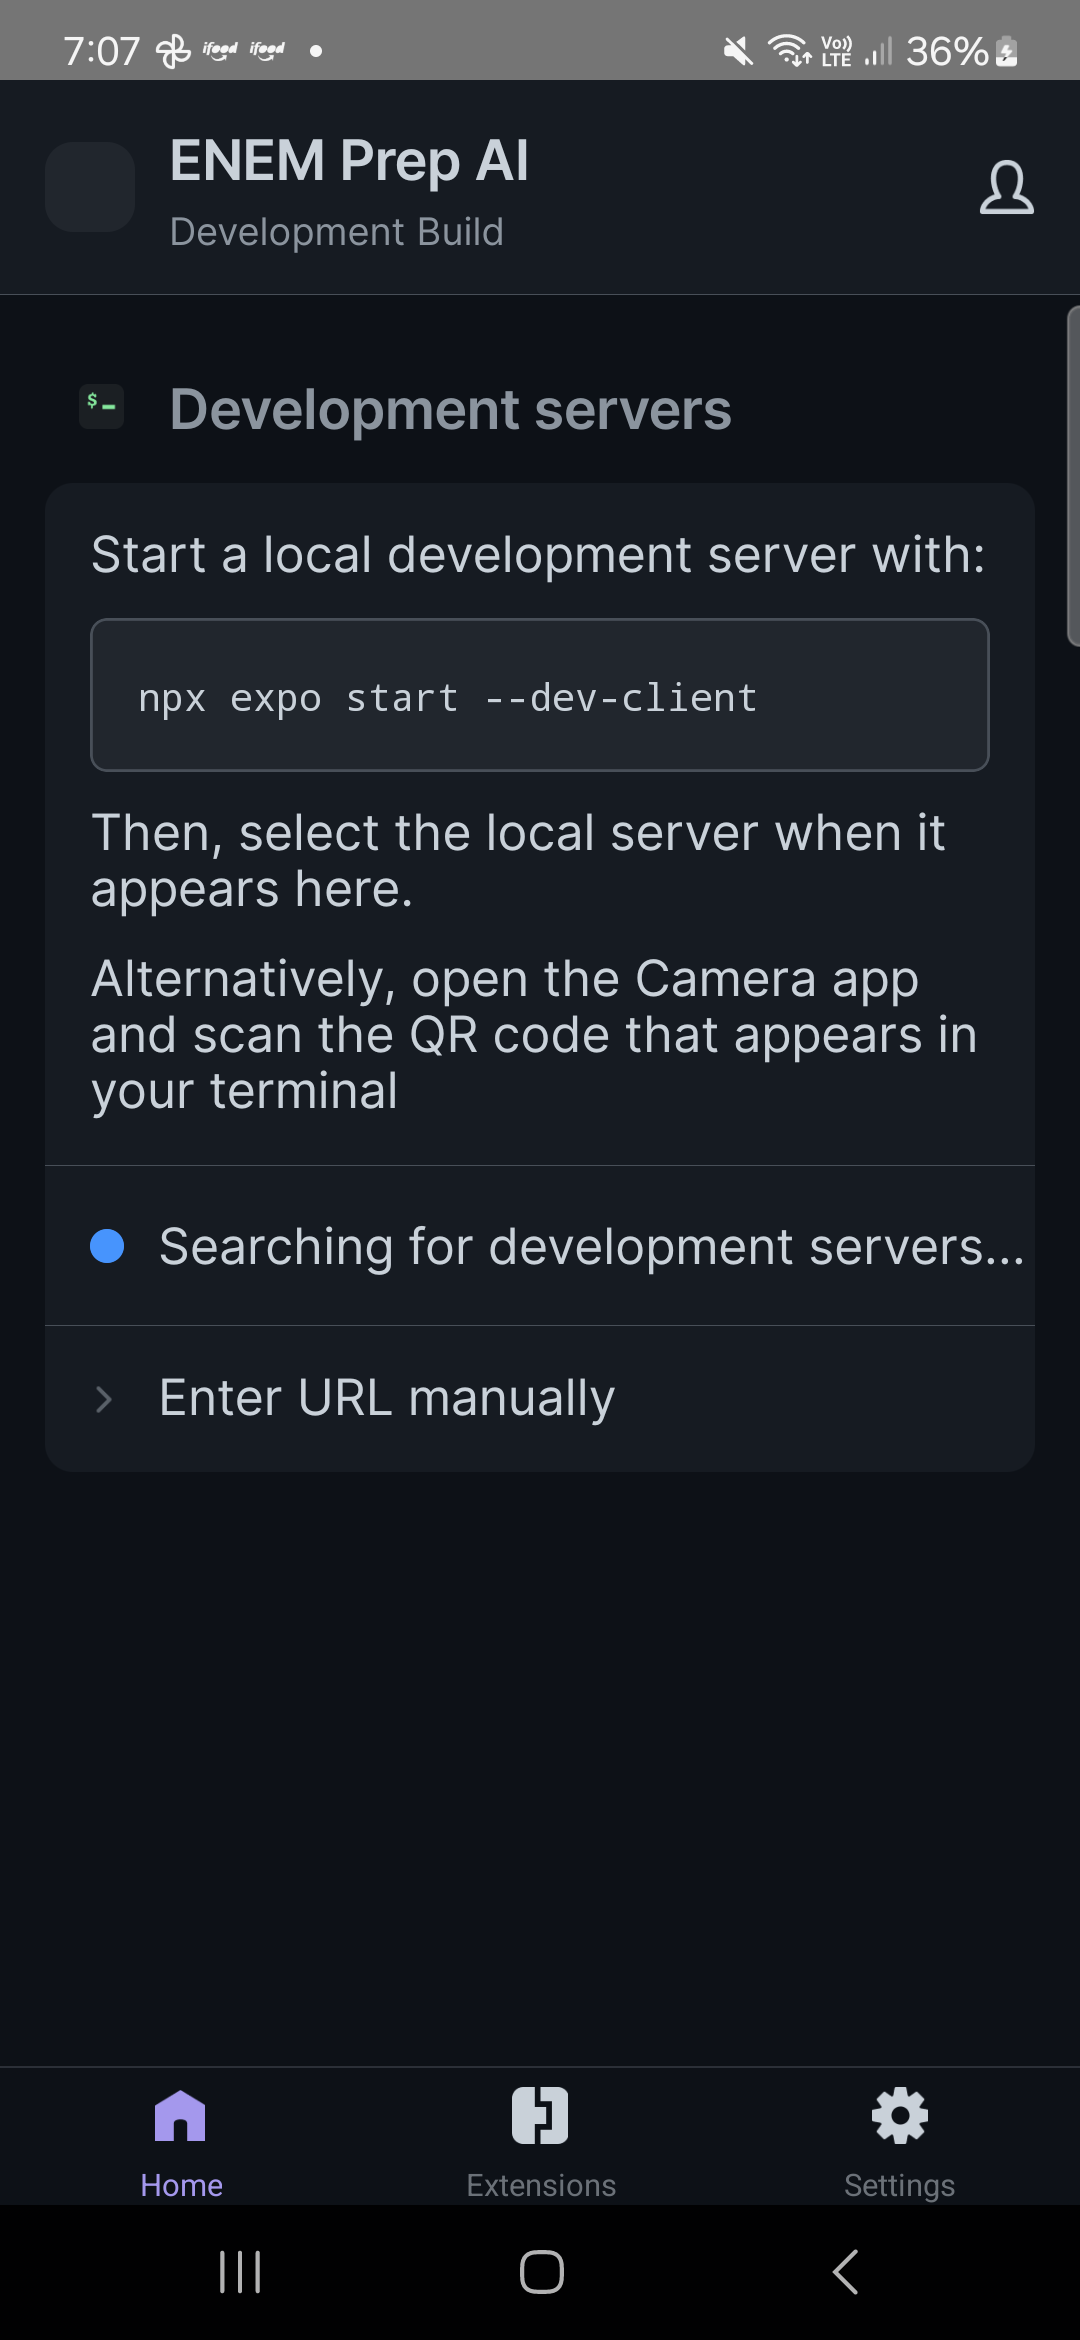 7:07 ifood ifood Vo)) LTE 36%
ENEM Prep AI
Development Build
$ Development servers
Start a local development server with:
npx expo start --dev-client
Then, select the local server when it
appears here.
Alternatively, open the Camera app
and scan the QR code that appears in
your terminal
Searching for development servers...
Enter URL manually
Home Extensions Settings